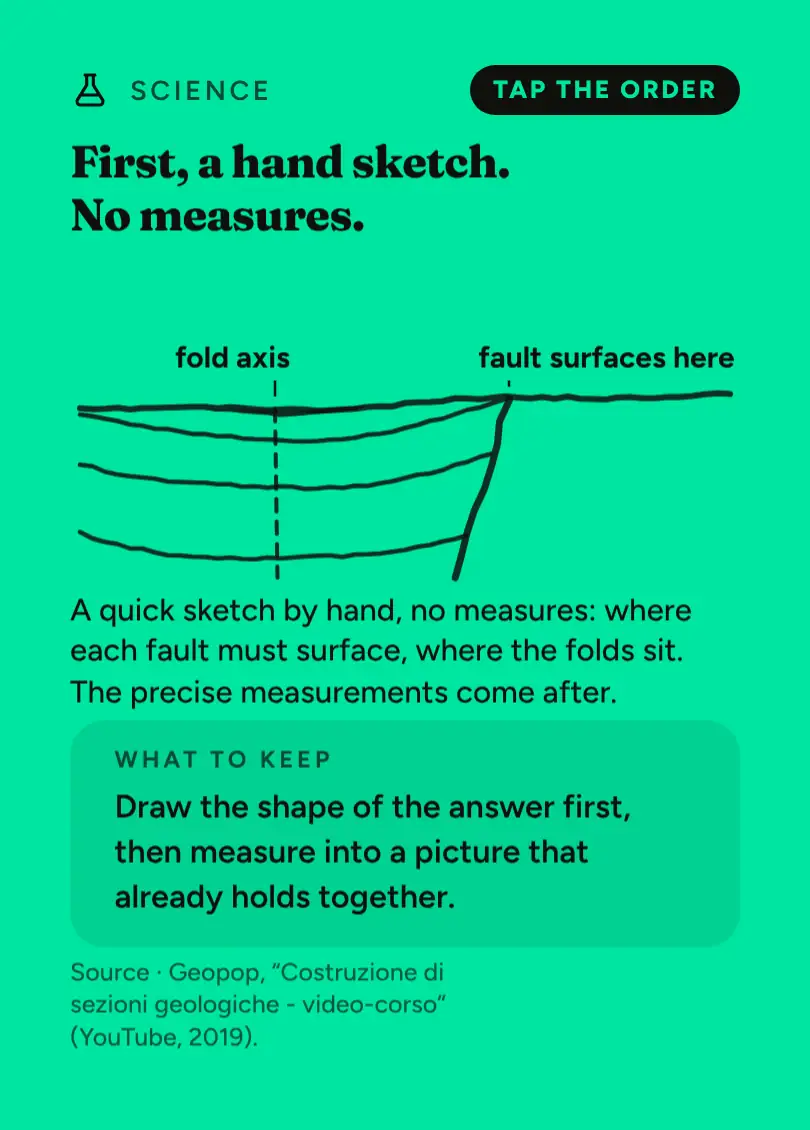 SCIENCE
TAP THE ORDER
First, a hand sketch.
No measures.
fold axis
fault surfaces here
A quick sketch by hand, no measures: where
each fault must surface, where the folds sit.
The precise measurements come after.
WHAT TO KEEP
Draw the shape of the answer first,
then measure into a picture that
already holds together.
Source · Geopop, “Costruzione di
sezioni geologiche - video-corso”
(YouTube, 2019).